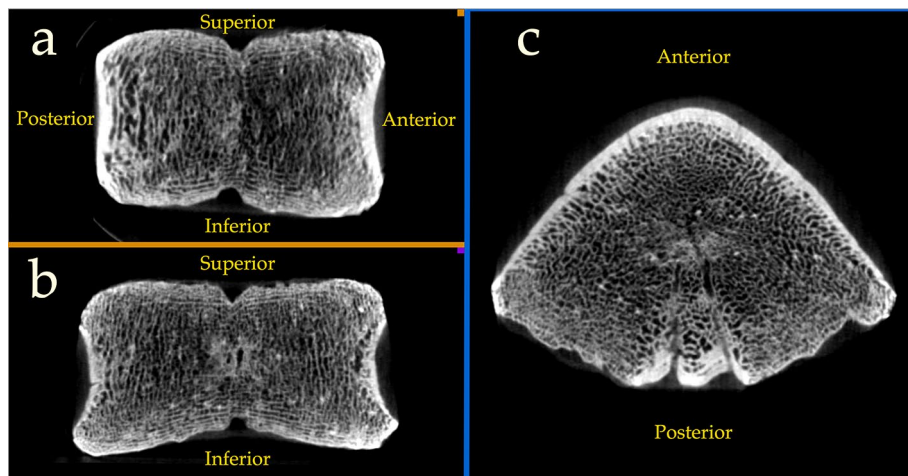 a
Superior
Posterior
Anterior
Inferior
b
Superior
Inferior
c
Anterior
Posterior